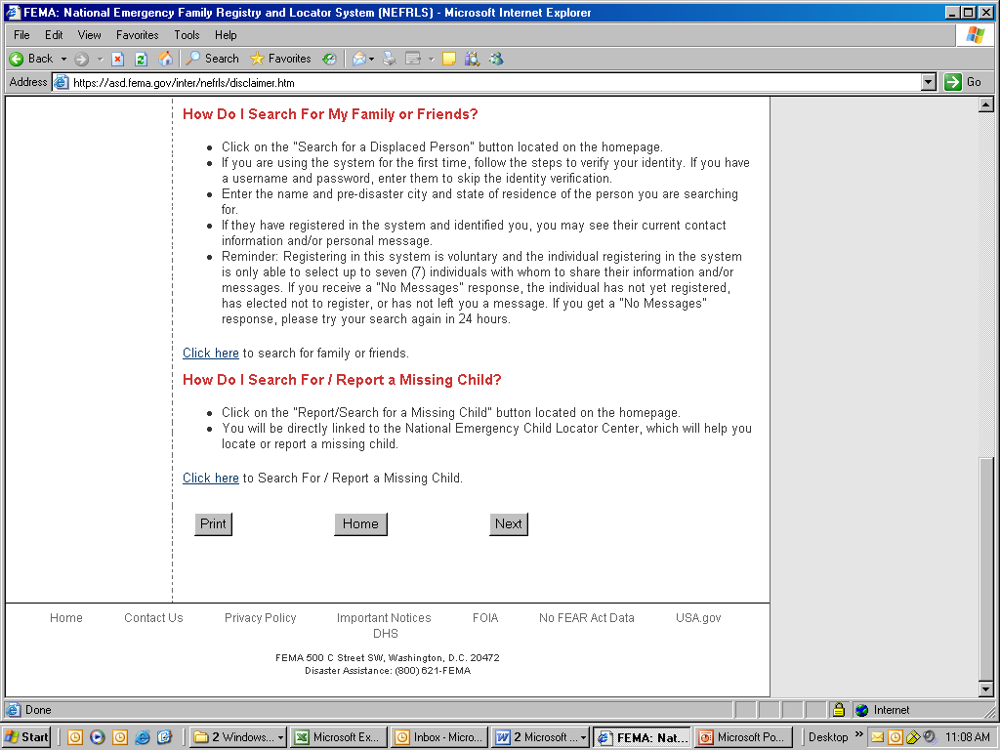 FEMA: National Emergency Family Registry and Locator System (NEFRLS) - Microsoft Internet Explorer
File Edit View Favorites Tools Help
Back Search Favorites
Address https://asd.fema.gov/inter/nefrls/disclaimer.htm Go
How Do I Search For My Family or Friends?
Click on the "Search for a Displaced Person" button located on the homepage.
If you are using the system for the first time, follow the steps to verify your identity. If you have
a username and password, enter them to skip the identity verification.
Enter the name and pre-disaster city and state of residence of the person you are searching
for.
If they have registered in the system and identified you, you may see their current contact
information and/or personal message.
Reminder: Registering in this system is voluntary and the individual registering in the system
is only able to select up to seven (7) individuals with whom to share their information and/or
messages. If you receive a "No Messages" response, the individual has not yet registered,
has elected not to register, or has not left you a message. If you get a "No Messages"
response, please try your search again in 24 hours.
Click here to search for family or friends.
How Do I Search For / Report a Missing Child?
Click on the "Report/Search for a Missing Child" button located on the homepage.
You will be directly linked to the National Emergency Child Locator Center, which will help you
locate or report a missing child.
Click here to Search For / Report a Missing Child.
Print Home Next
Home Contact Us Privacy Policy Important Notices FOIA No FEAR Act Data USA.gov
DHS
FEMA 500 C Street SW, Washington, D.C. 20472
Disaster Assistance: (800) 621-FEMA
Done Internet
Start 2 Windows... Microsoft Ex... Inbox - Micro... 2 Microsoft ... FEMA: Nat... Microsoft Po... Desktop » 11:08 AM